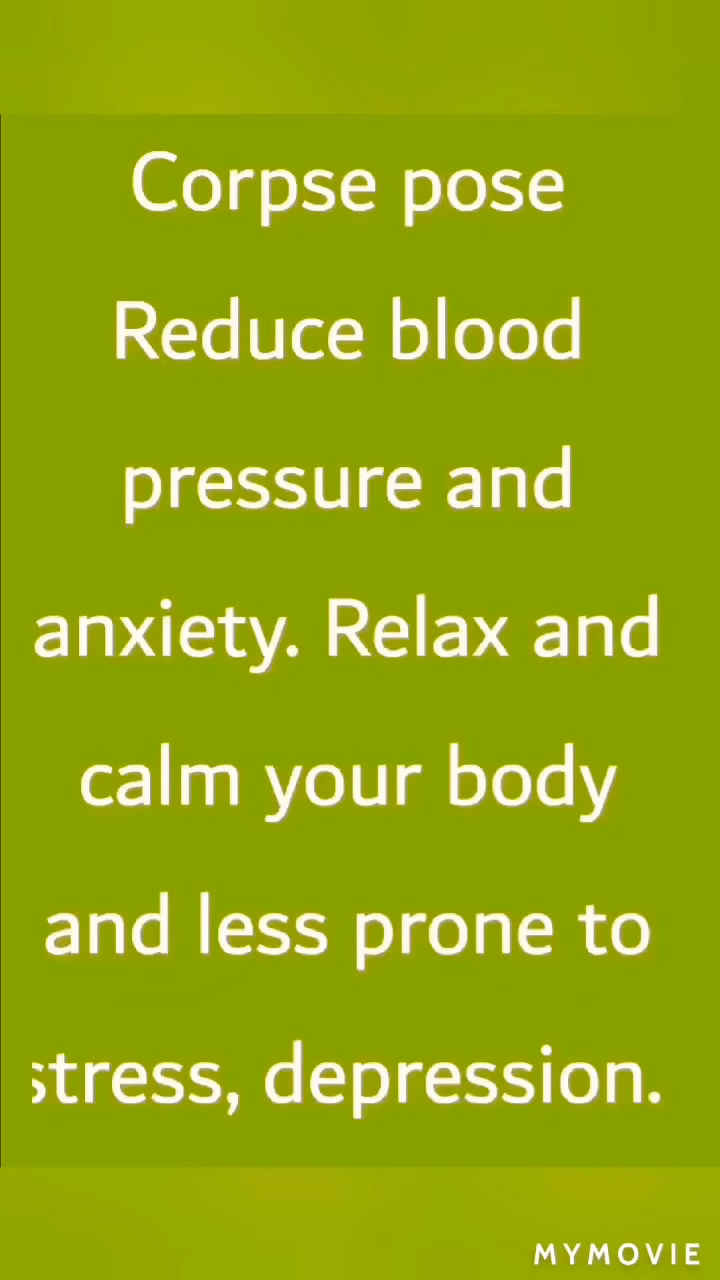 Corpse pose
Reduce blood
pressure and
anxiety. Relax and
calm your body
and less prone to
stress, depression.
MYMOVIE